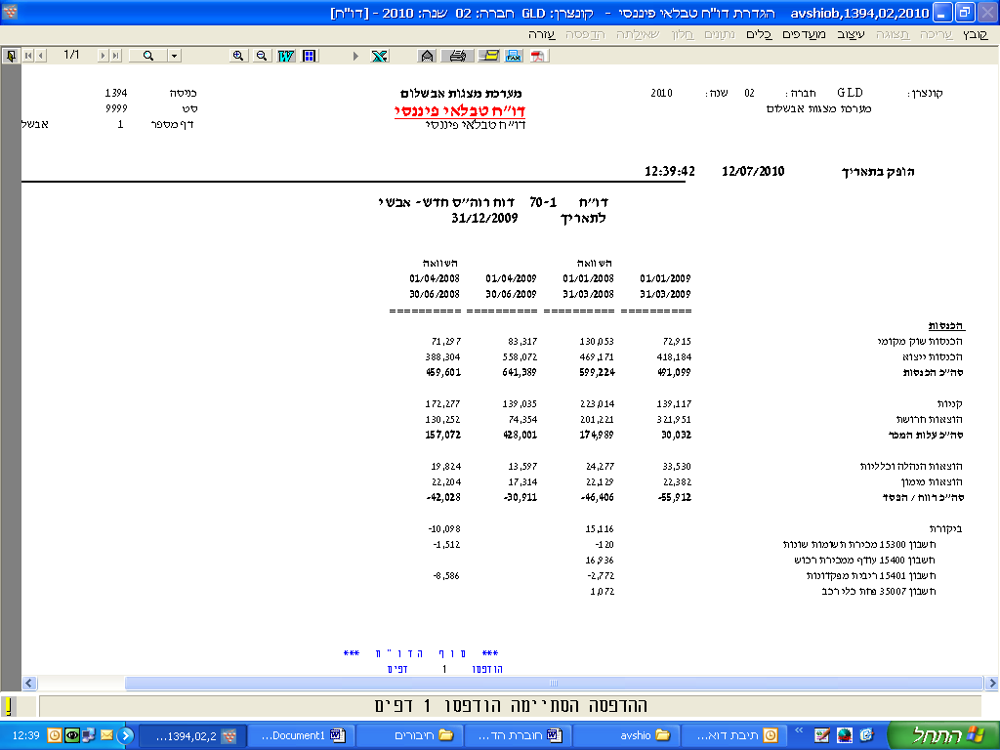 avshiob,1394,02,2010 הגדרת דו"ח טבלאי פיננסי - קונצרן: GLD חברה: 02 שנה: 2010 - [דו"ח]
קובץ עריכה תצוגה עיצוב מועדפים כלים נתונים חלון שאילתה הדפסה עזרה
1/1
קונצרן: GLD חברה: 02 שנה: 2010 מערכת מצגות אבשלום כניסה 1394
מערכת מצגות אבשלום דו"ח טבלאי פיננסי סט 9999
דו"ח טבלאי פיננסי דף מספר 1 אבשל
הופק בתאריך 12/07/2010 12:39:42
דו"ח 70-1 דוח רוה"ס חדש- אבשי
לתאריך 31/12/2009
השוואה השוואה
01/01/2009 01/01/2008 01/04/2009 01/04/2008
31/03/2009 31/03/2008 30/06/2009 30/06/2008
========== ========== ========== ==========
הכנסות
הכנסות שוק מקומי 72,915 130,053 83,317 71,297
הכנסות ייצוא 418,184 469,171 558,072 388,304
סה"כ הכנסות 491,099 599,224 641,389 459,601
קניות 139,117 223,014 139,035 172,277
הוצאות חרושת 321,951 201,221 74,354 130,252
סה"כ עלות המכר 30,032 174,989 428,001 157,072
הוצאות הנהלה וכלליות 33,530 24,277 13,597 19,824
הוצאות מימון 22,382 22,129 17,314 22,204
סה"כ רווח / הפסד -55,912 -46,406 -30,911 -42,028
ביקורת 15,116 -10,098
חשבון 15300 מכירת תשומות שונות -120 -1,512
חשבון 15400 עודף ממכירת רכוש 16,936
חשבון 15401 ריבית מפקדונות -2,772 -8,586
חשבון 35007 פחת כלי רכב 1,072
*** סוף הדו"ח ***
הודפסו 1 דפים
ההדפסה הסתיימה הודפסו 1 דפים
התחל תיבת דוא... avshio חוברת הד... חיבורים Document1... 1394,02,2... 12:39